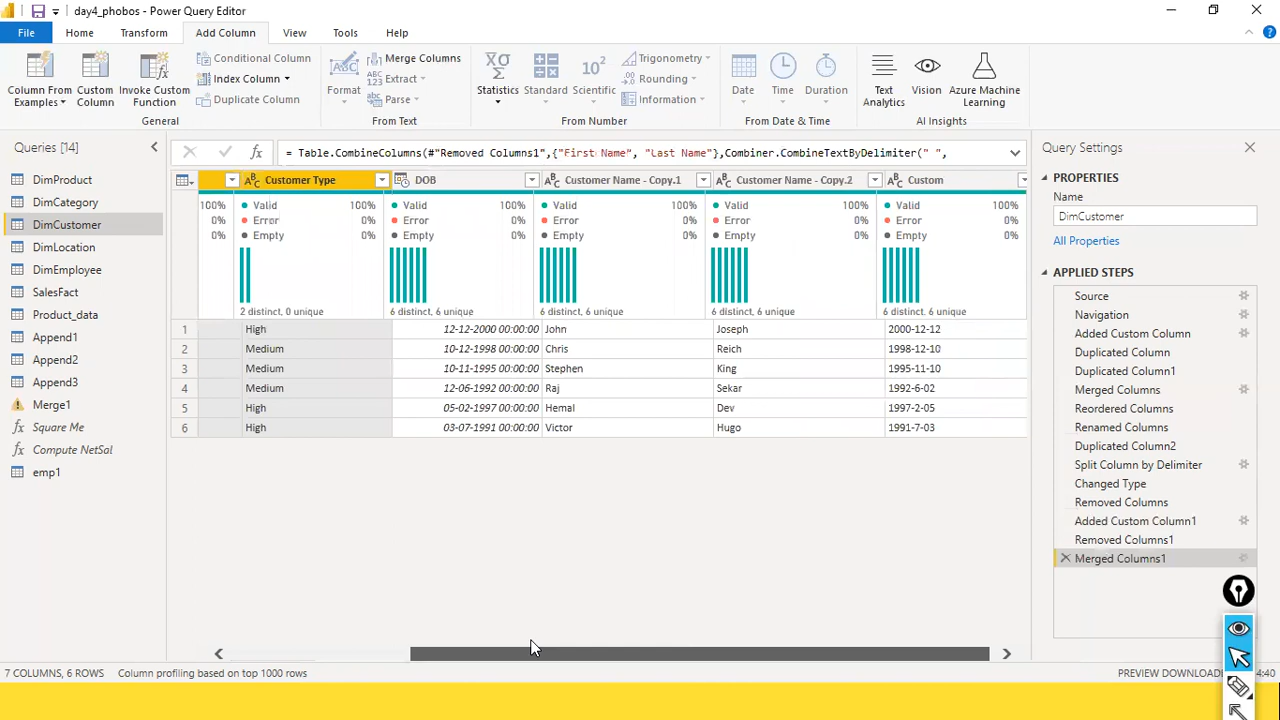 day4_phobos - Power Query Editor
File Home Transform Add Column View Tools Help
Column From Examples
Custom Column
Invoke Custom Function
Conditional Column
Index Column
Duplicate Column
General
Format
Merge Columns
Extract
Parse
From Text
Statistics
Standard
Scientific
Trigonometry
Rounding
Information
From Number
Date
Time
Duration
From Date & Time
Text Analytics
Vision
Azure Machine Learning
AI Insights
Queries [14]
DimProduct
DimCategory
DimCustomer
DimLocation
DimEmployee
SalesFact
Product_data
Append1
Append2
Append3
Merge1
Square Me
Compute NetSal
emp1
fx = Table.CombineColumns(#"Removed Columns1",{"First Name", "Last Name"},Combiner.CombineTextByDelimiter(" ",
Customer Type DOB Customer Name - Copy.1 Customer Name - Copy.2 Custom
100% Valid 100% Valid 100% Valid 100% Valid 100% Valid 100%
0% Error 0% Error 0% Error 0% Error 0% Error 0%
0% Empty 0% Empty 0% Empty 0% Empty 0% Empty 0%
2 distinct, 0 unique 6 distinct, 6 unique 6 distinct, 6 unique 6 distinct, 6 unique 6 distinct, 6 unique
1 High 12-12-2000 00:00:00 John Joseph 2000-12-12
2 Medium 10-12-1998 00:00:00 Chris Reich 1998-12-10
3 Medium 10-11-1995 00:00:00 Stephen King 1995-11-10
4 Medium 12-06-1992 00:00:00 Raj Sekar 1992-6-02
5 High 05-02-1997 00:00:00 Hemal Dev 1997-2-05
6 High 03-07-1991 00:00:00 Victor Hugo 1991-7-03
Query Settings
PROPERTIES
Name
DimCustomer
All Properties
APPLIED STEPS
Source
Navigation
Added Custom Column
Duplicated Column
Duplicated Column1
Merged Columns
Reordered Columns
Renamed Columns
Duplicated Column2
Split Column by Delimiter
Changed Type
Removed Columns
Added Custom Column1
Removed Columns1
Merged Columns1
7 COLUMNS, 6 ROWS Column profiling based on top 1000 rows PREVIEW DOWNLOADE 4:40